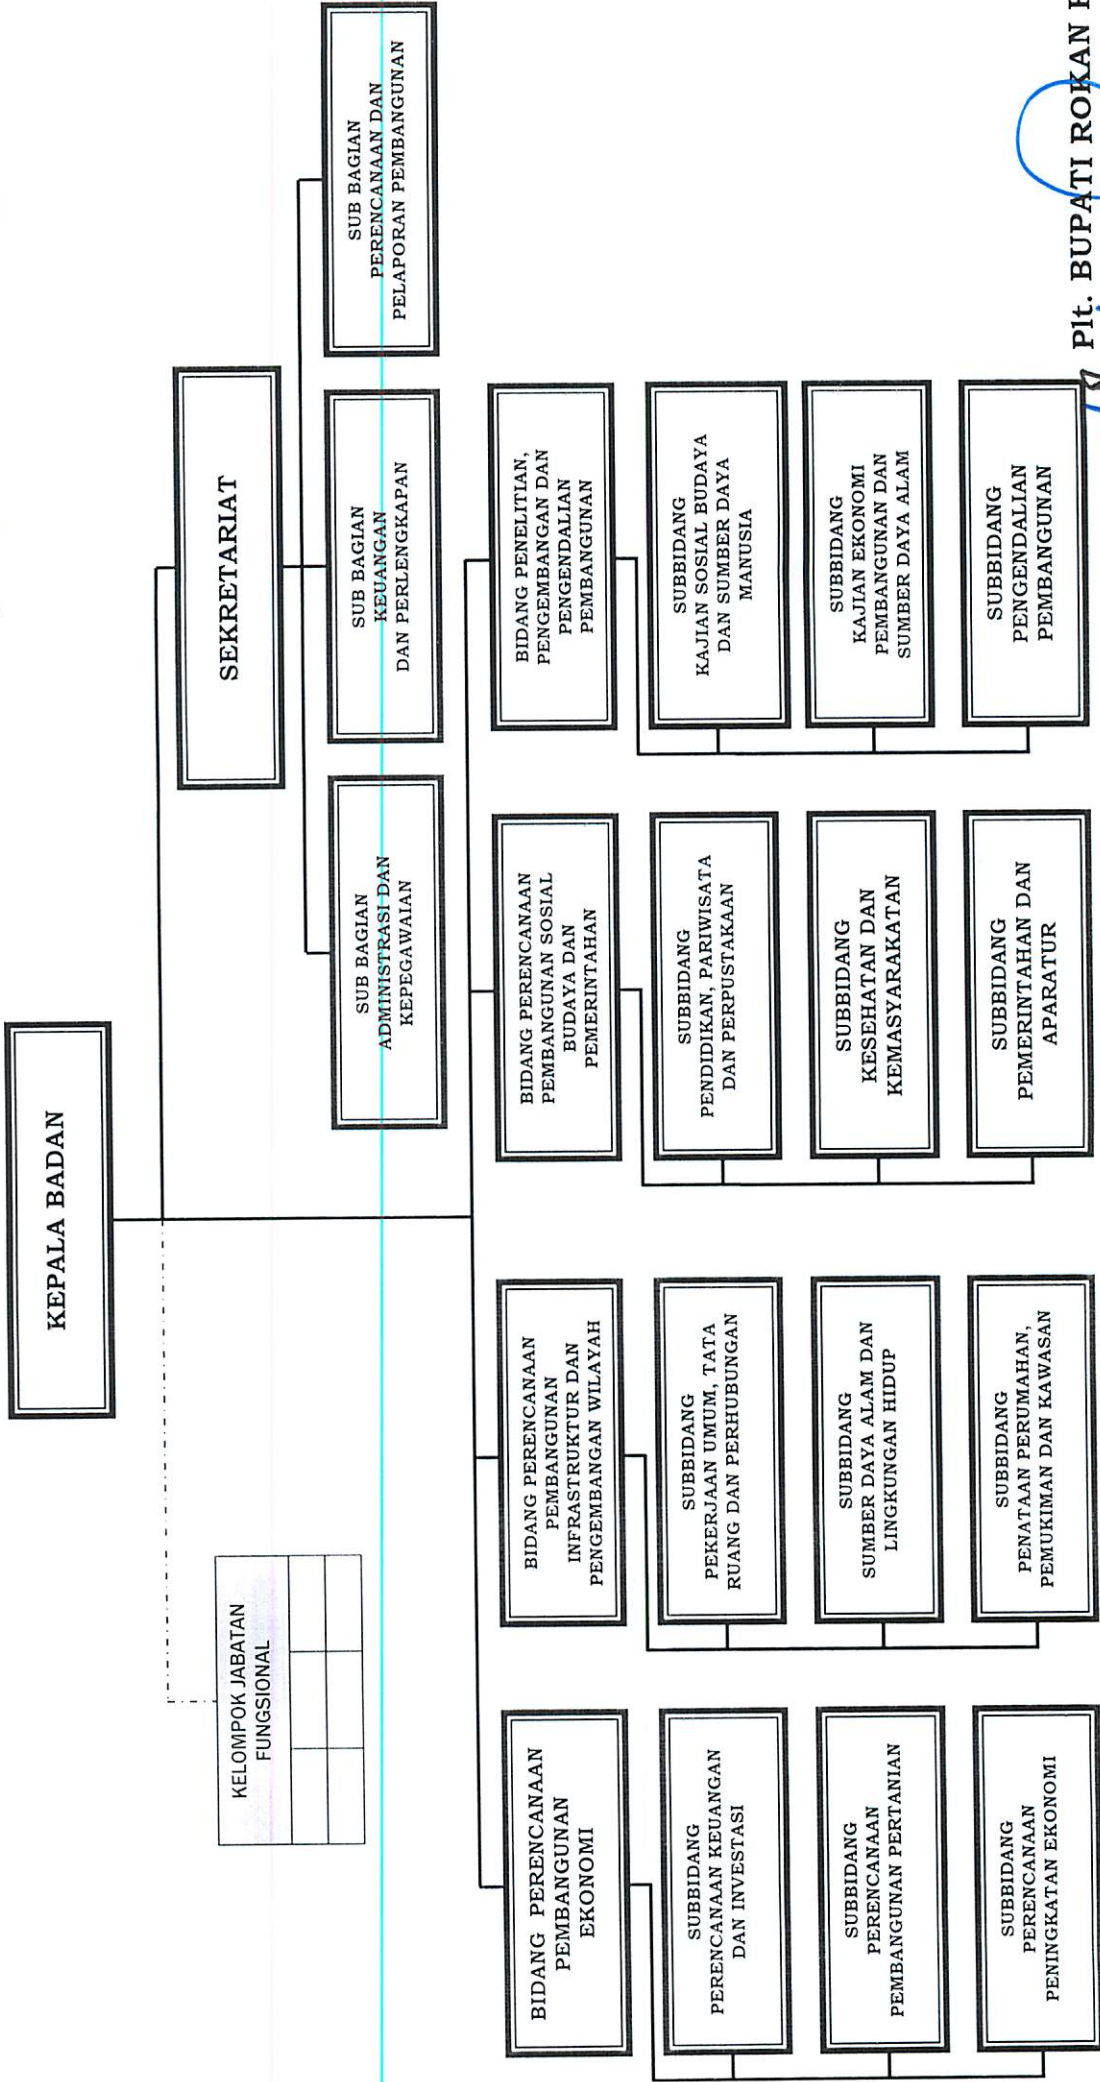 KEPALA BADAN
KELOMPOK JABATAN
FUNGSIONAL
SEKRETARIAT
SUB BAGIAN
ADMINISTRASI DAN
KEPEGAWAIAN
SUB BAGIAN
KEUANGAN
DAN PERLENGKAPAN
SUB BAGIAN
PERENCANAAN DAN
PELAPORAN PEMBANGUNAN
BIDANG PERENCANAAN
PEMBANGUNAN
EKONOMI
BIDANG PERENCANAAN
PEMBANGUNAN
INFRASTRUKTUR DAN
PENGEMBANGAN WILAYAH
BIDANG PERENCANAAN
PEMBANGUNAN SOSIAL
BUDAYA DAN
PEMERINTAHAN
BIDANG PENELITIAN,
PENGEMBANGAN DAN
PENGENDALIAN
PEMBANGUNAN
SUBBIDANG
PERENCANAAN KEUANGAN
DAN INVESTASI
SUBBIDANG
PEKERJAAN UMUM, TATA
RUANG DAN PERHUBUNGAN
SUBBIDANG
PENDIDIKAN, PARIWISATA
DAN PERPUSTAKAAN
SUBBIDANG
KAJIAN SOSIAL BUDAYA
DAN SUMBER DAYA
MANUSIA
SUBBIDANG
PERENCANAAN
PEMBANGUNAN PERTANIAN
SUBBIDANG
SUMBER DAYA ALAM DAN
LINGKUNGAN HIDUP
SUBBIDANG
KESEHATAN DAN
KEMASYARAKATAN
SUBBIDANG
KAJIAN EKONOMI
PEMBANGUNAN DAN
SUMBER DAYA ALAM
SUBBIDANG
PERENCANAAN
PENINGKATAN EKONOMI
SUBBIDANG
PENATAAN PERUMAHAN,
PEMUKIMAN DAN KAWASAN
SUBBIDANG
PEMERINTAHAN DAN
APARATUR
SUBBIDANG
PENGENDALIAN
PEMBANGUNAN
Plt. BUPATI ROKAN